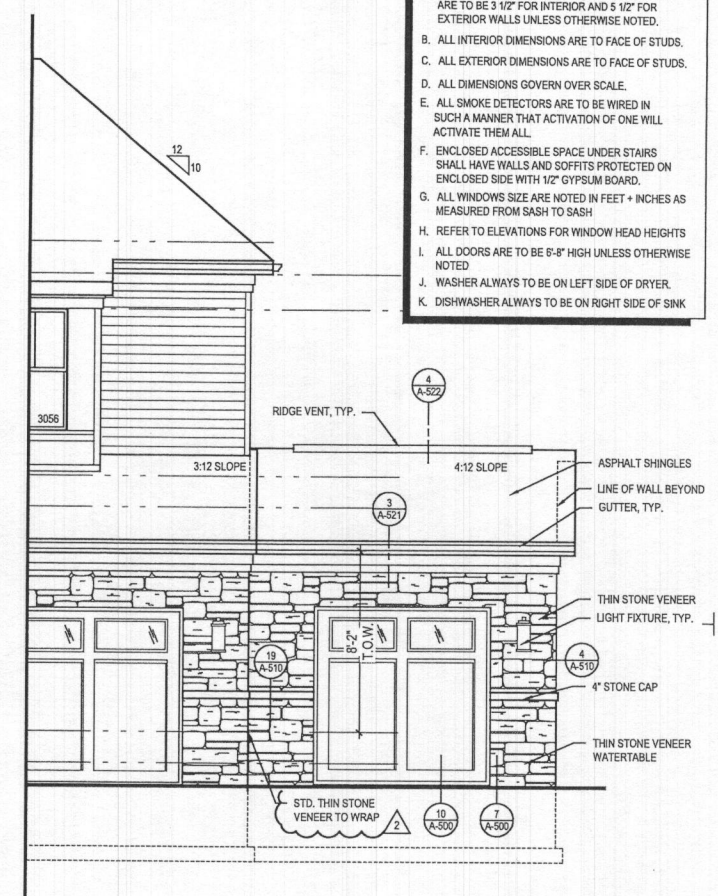 ARE TO BE 3 1/2" FOR INTERIOR AND 5 1/2" FOR
EXTERIOR WALLS UNLESS OTHERWISE NOTED.
B. ALL INTERIOR DIMENSIONS ARE TO FACE OF STUDS.
C. ALL EXTERIOR DIMENSIONS ARE TO FACE OF STUDS.
D. ALL DIMENSIONS GOVERN OVER SCALE.
E. ALL SMOKE DETECTORS ARE TO BE WIRED IN
SUCH A MANNER THAT ACTIVATION OF ONE WILL
ACTIVATE THEM ALL.
F. ENCLOSED ACCESSIBLE SPACE UNDER STAIRS
SHALL HAVE WALLS AND SOFFITS PROTECTED ON
ENCLOSED SIDE WITH 1/2" GYPSUM BOARD.
G. ALL WINDOWS SIZE ARE NOTED IN FEET + INCHES AS
MEASURED FROM SASH TO SASH
H. REFER TO ELEVATIONS FOR WINDOW HEAD HEIGHTS
I. ALL DOORS ARE TO BE 6'-8" HIGH UNLESS OTHERWISE
NOTED
J. WASHER ALWAYS TO BE ON LEFT SIDE OF DRYER.
K. DISHWASHER ALWAYS TO BE ON RIGHT SIDE OF SINK
12
10
3056
4
A-522
RIDGE VENT, TYP.
3:12 SLOPE
4:12 SLOPE
ASPHALT SHINGLES
LINE OF WALL BEYOND
GUTTER, TYP.
3
A-521
THIN STONE VENEER
LIGHT FIXTURE, TYP.
8'-2"
T.O.W.
19
A-510
4
A-510
4" STONE CAP
THIN STONE VENEER
WATERTABLE
STD. THIN STONE
VENEER TO WRAP
2
10
A-500
7
A-500